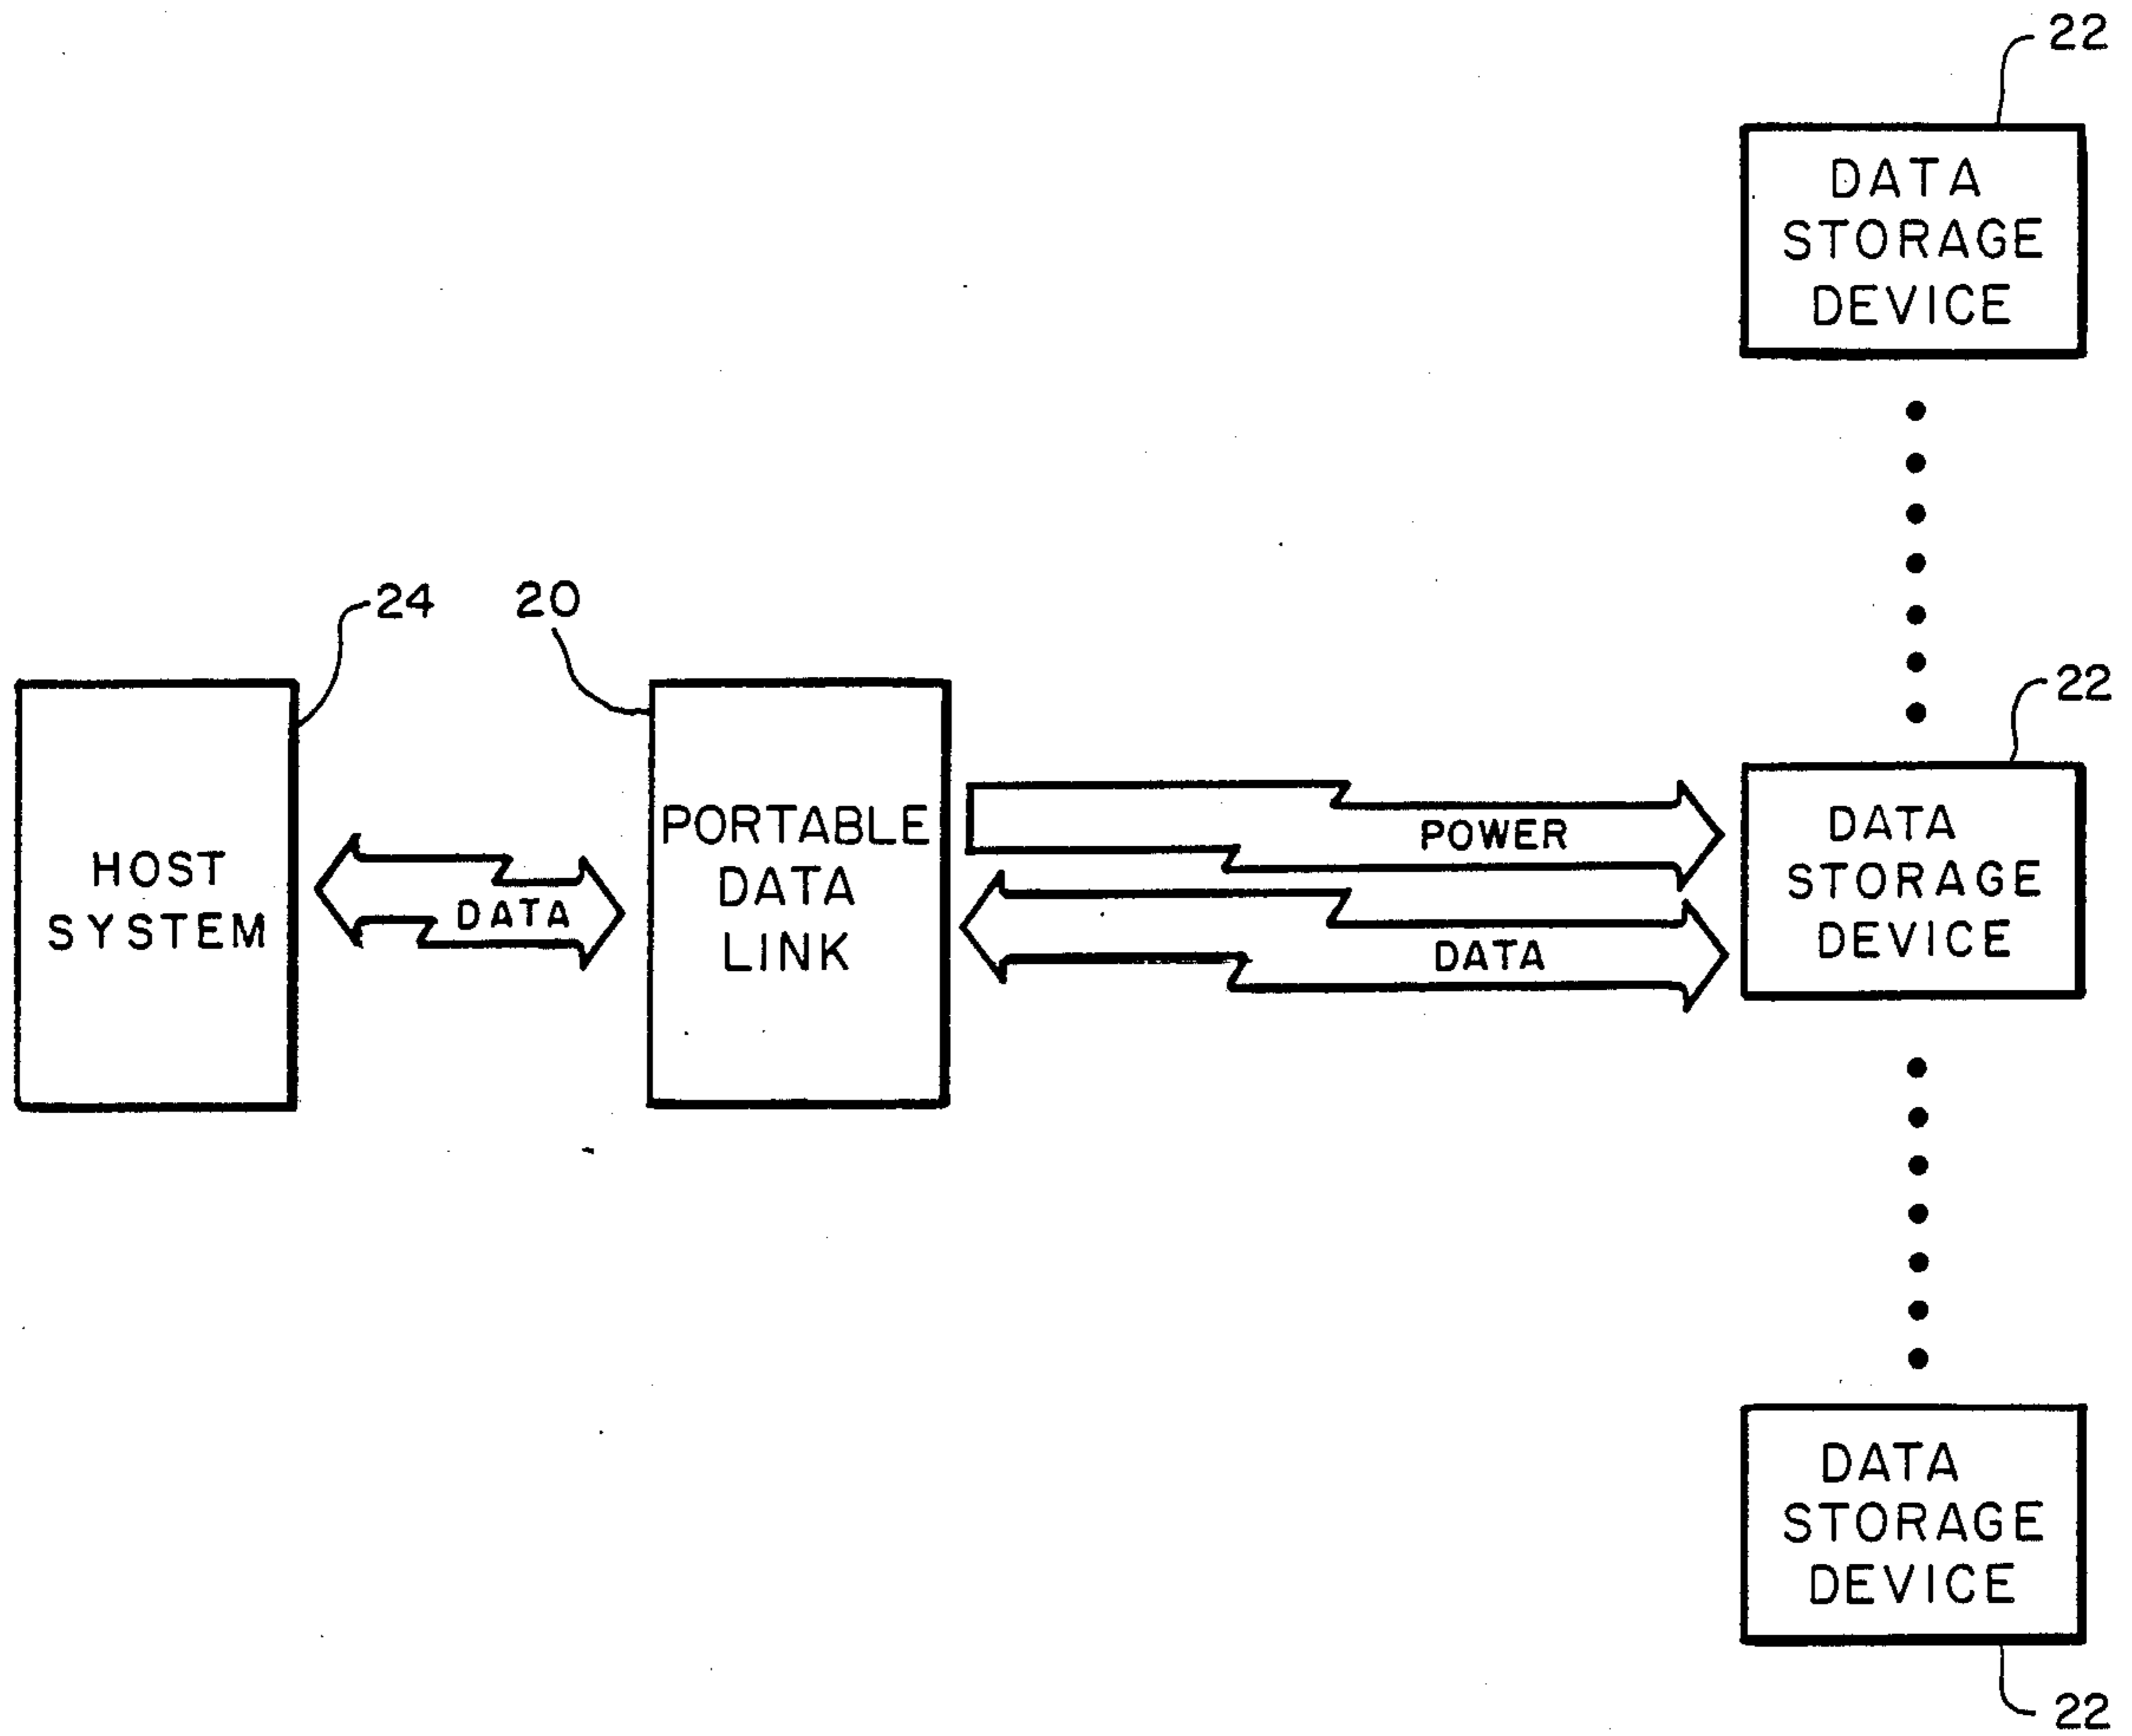 22
DATA
STORAGE
DEVICE
24
20
22
HOST
SYSTEM
DATA
PORTABLE
DATA
LINK
POWER
DATA
DATA
STORAGE
DEVICE
DATA
STORAGE
DEVICE
22